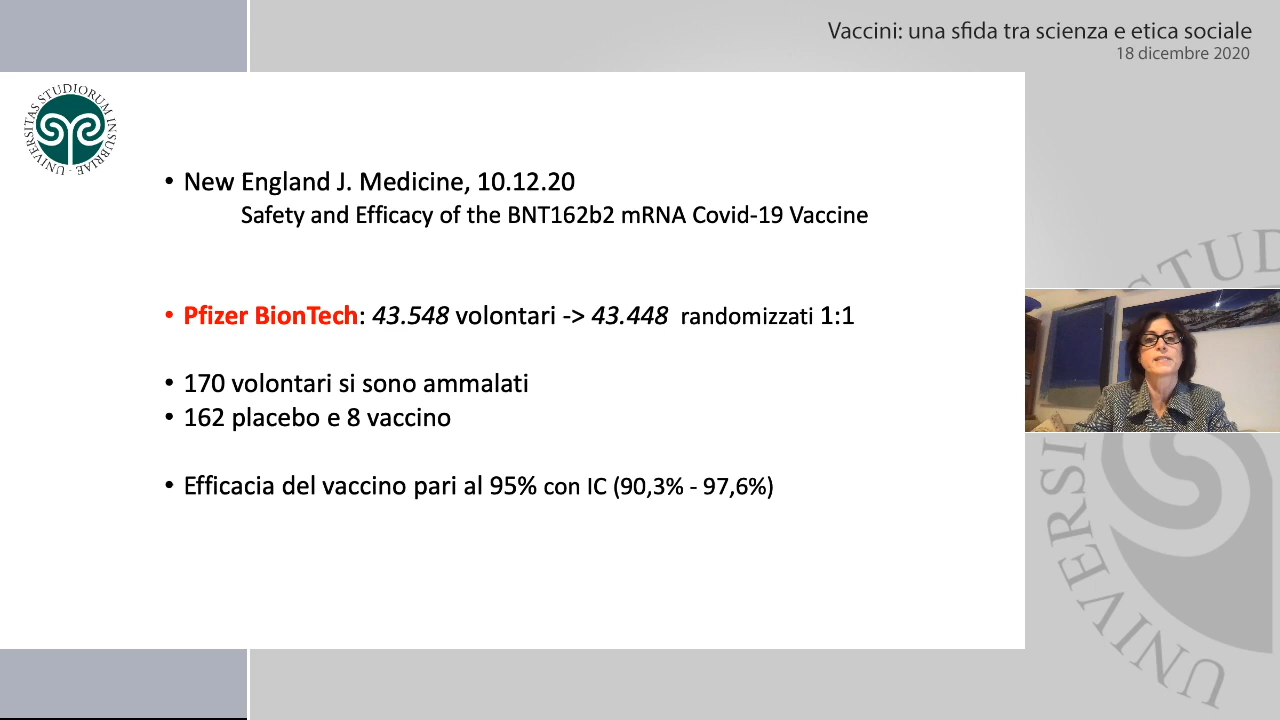 Vaccini: una sfida tra scienza e etica sociale
18 dicembre 2020
UNIVERSITAS STUDIORUM INSUBRIAE
• New England J. Medicine, 10.12.20
Safety and Efficacy of the BNT162b2 mRNA Covid-19 Vaccine
• Pfizer BionTech: 43.548 volontari -> 43.448 randomizzati 1:1
• 170 volontari si sono ammalati
• 162 placebo e 8 vaccino
• Efficacia del vaccino pari al 95% con IC (90,3% - 97,6%)
STUD
UNIVERSI